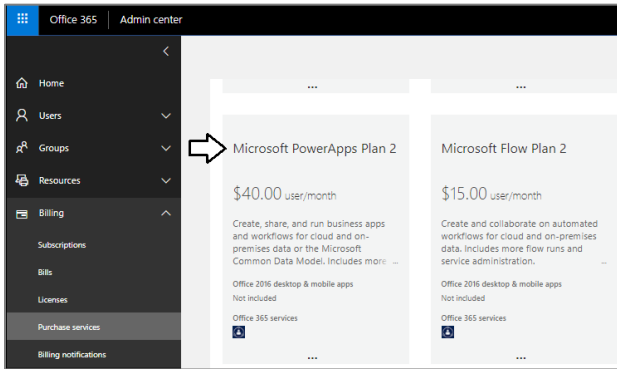 Office 365 Admin center
Home
Users
Groups
Resources
Billing
Subscriptions
Bills
Licenses
Purchase services
Billing notifications
...
...
Microsoft PowerApps Plan 2
$40.00 user/month
Create, share, and run business apps
and workflows for cloud and on-
premises data or the Microsoft
Common Data Model. Includes more ...
Office 2016 desktop & mobile apps
Not included
Office 365 services
...
Microsoft Flow Plan 2
$15.00 user/month
Create and collaborate on automated
workflows for cloud and on-premises
data. Includes more flow runs and
service administration. ...
Office 2016 desktop & mobile apps
Not included
Office 365 services
...